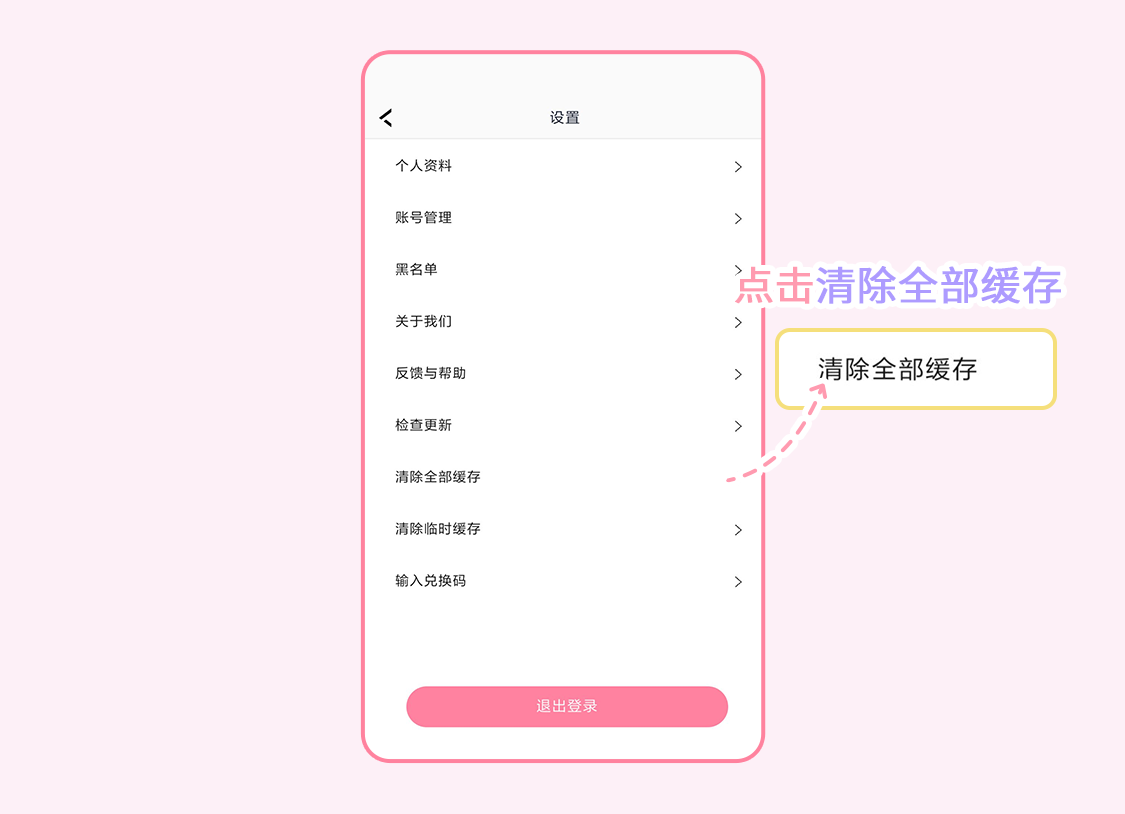 设置
个人资料
账号管理
黑名单
点击清除全部缓存
关于我们
清除全部缓存
反馈与帮助
检查更新
清除全部缓存
清除临时缓存
输入兑换码
退出登录